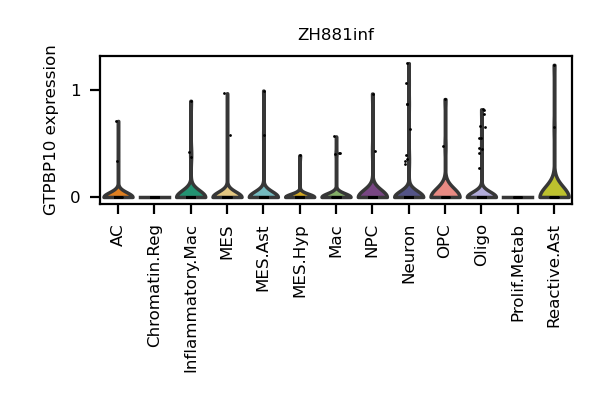 ZH881inf
GTPBP10 expression
1
0
AC
Chromatin.Reg
Inflammatory.Mac
MES
MES.Ast
MES.Hyp
Mac
NPC
Neuron
OPC
Oligo
Prolif.Metab
Reactive.Ast